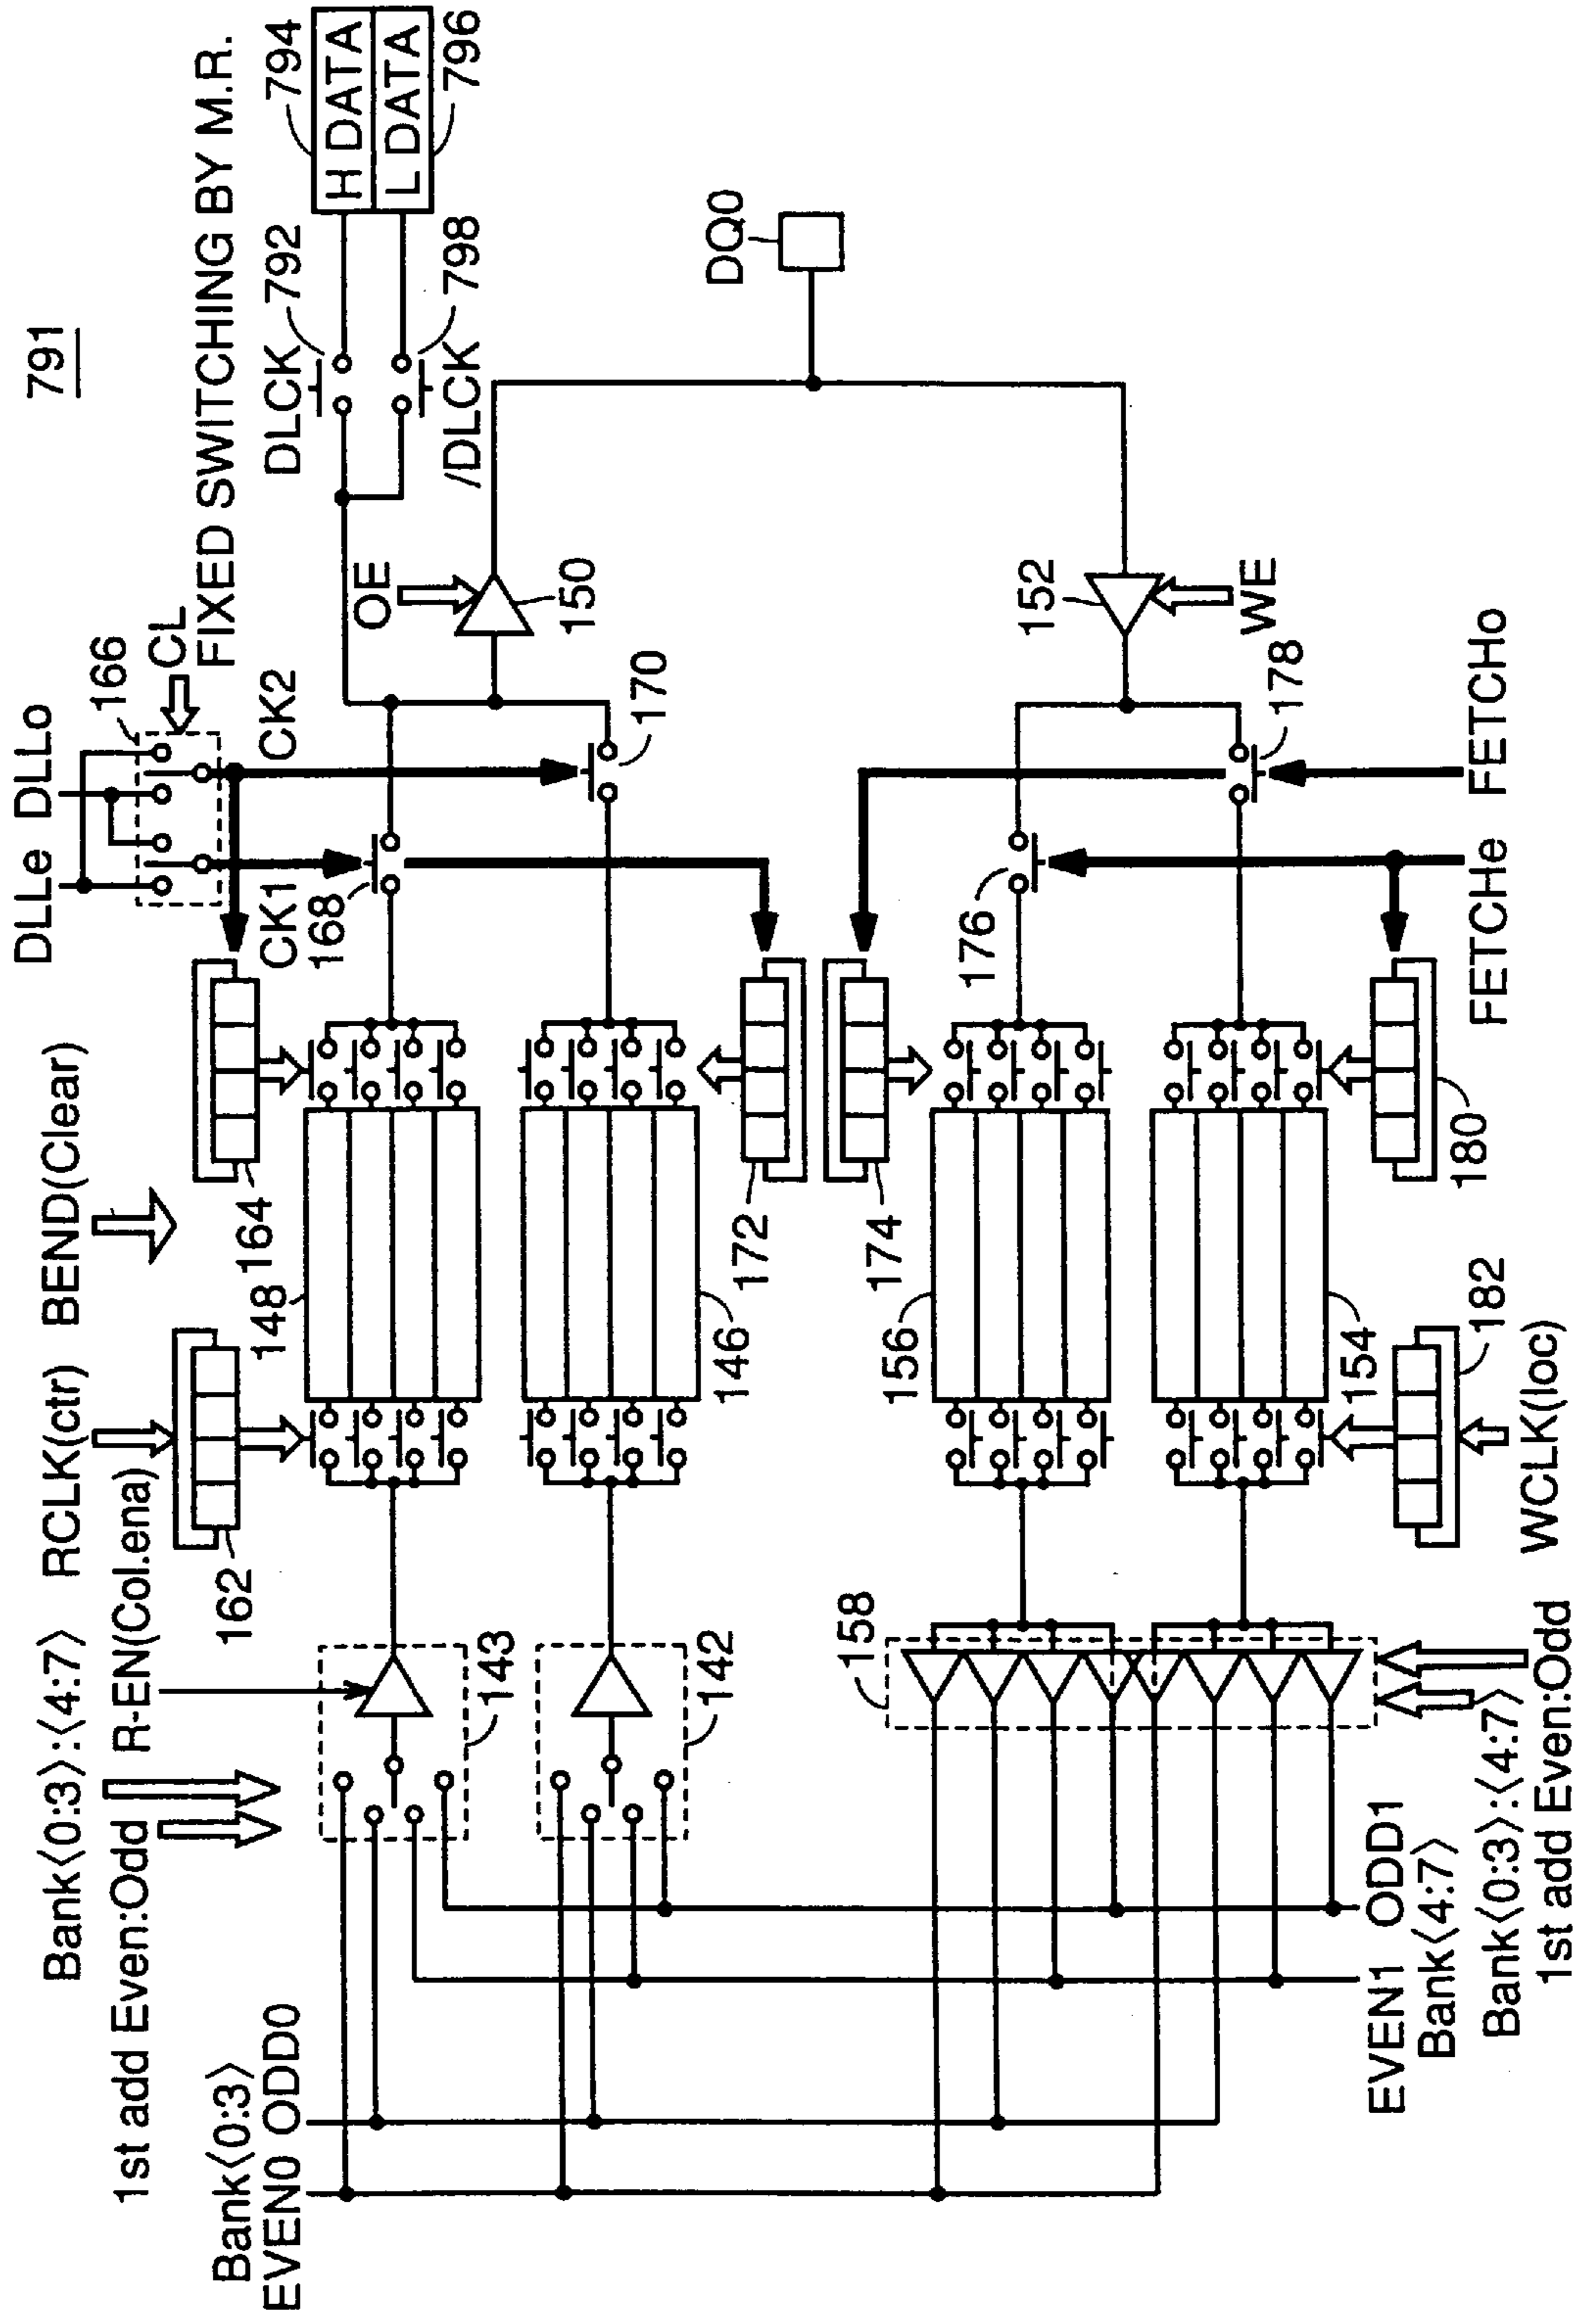 791
Bank⟨0:3⟩:⟨4:7⟩
1st add Even:Odd
R-EN(Col.ena)
RCLK(ctr)
BEND(Clear)
DLLe DLLo
166
CL
FIXED SWITCHING BY M.R.
Bank⟨0:3⟩
EVEN0 ODD0
162
148
164
CK1
CK2
168
170
OE
150
DLCK
792
/DLCK
798
794
H DATA
L DATA
796
143
142
146
172
DQ0
158
156
174
176
152
WE
178
154
182
180
EVEN1 ODD1
Bank⟨4:7⟩
Bank⟨0:3⟩:⟨4:7⟩
1st add Even:Odd
WCLK(loc)
FETCHe FETCHo